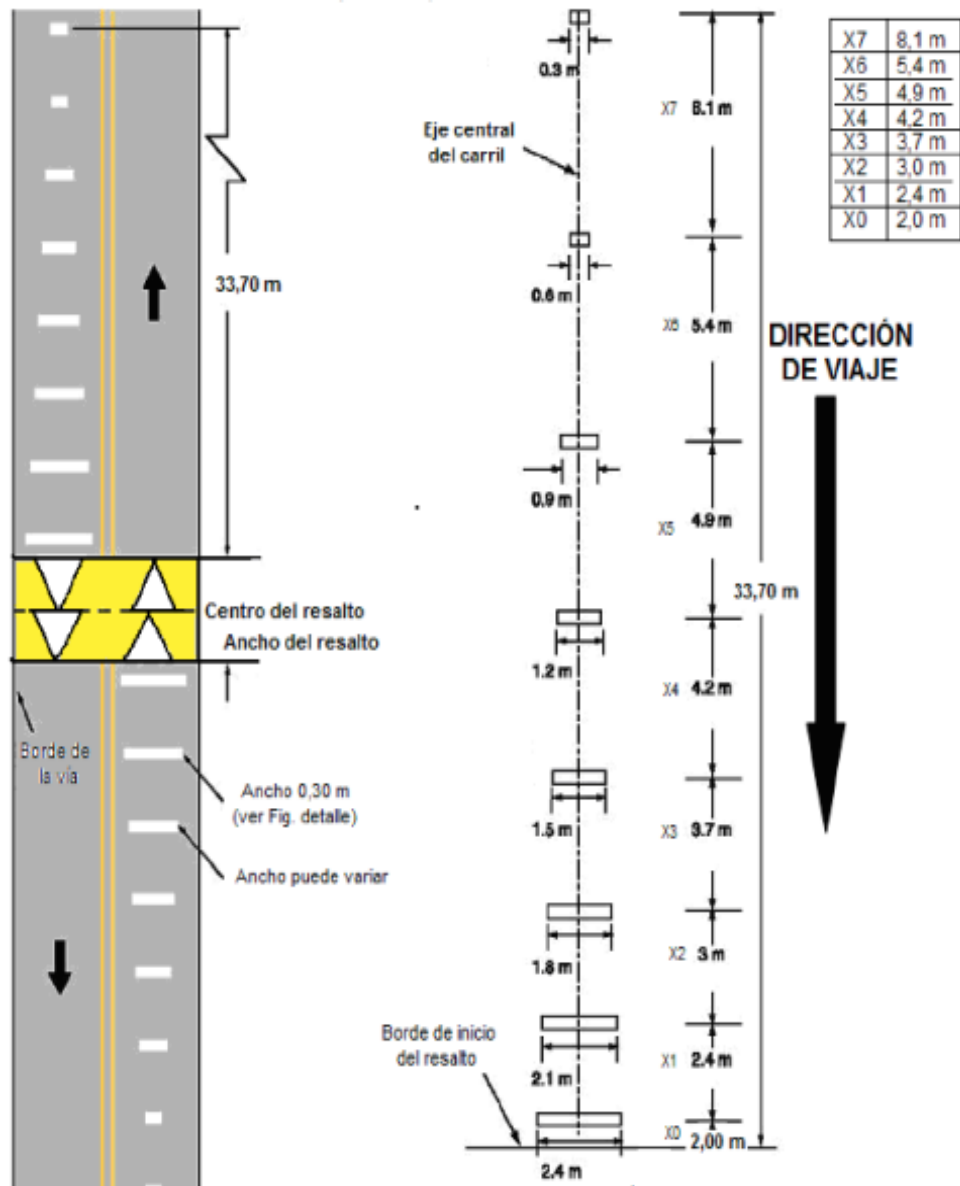 33,70 m
Centro del resalto
Ancho del resalto
Borde de
la vía
Ancho 0,30 m
(ver Fig. detalle)
Ancho puede variar
0.3 m
Eje central
del carril
0.6 m
0.9 m
1.2 m
1.5 m
1.8 m
Borde de inicio
del resalto
2.1 m
2.4 m
X7 8.1 m
X6 5.4 m
X5 4.9 m
X4 4.2 m
X3 3.7 m
X2 3 m
X1 2.4 m
X0 2,00 m
33,70 m
X7 8,1 m
X6 5,4 m
X5 4,9 m
X4 4,2 m
X3 3,7 m
X2 3,0 m
X1 2,4 m
X0 2,0 m
DIRECCIÓN
DE VIAJE